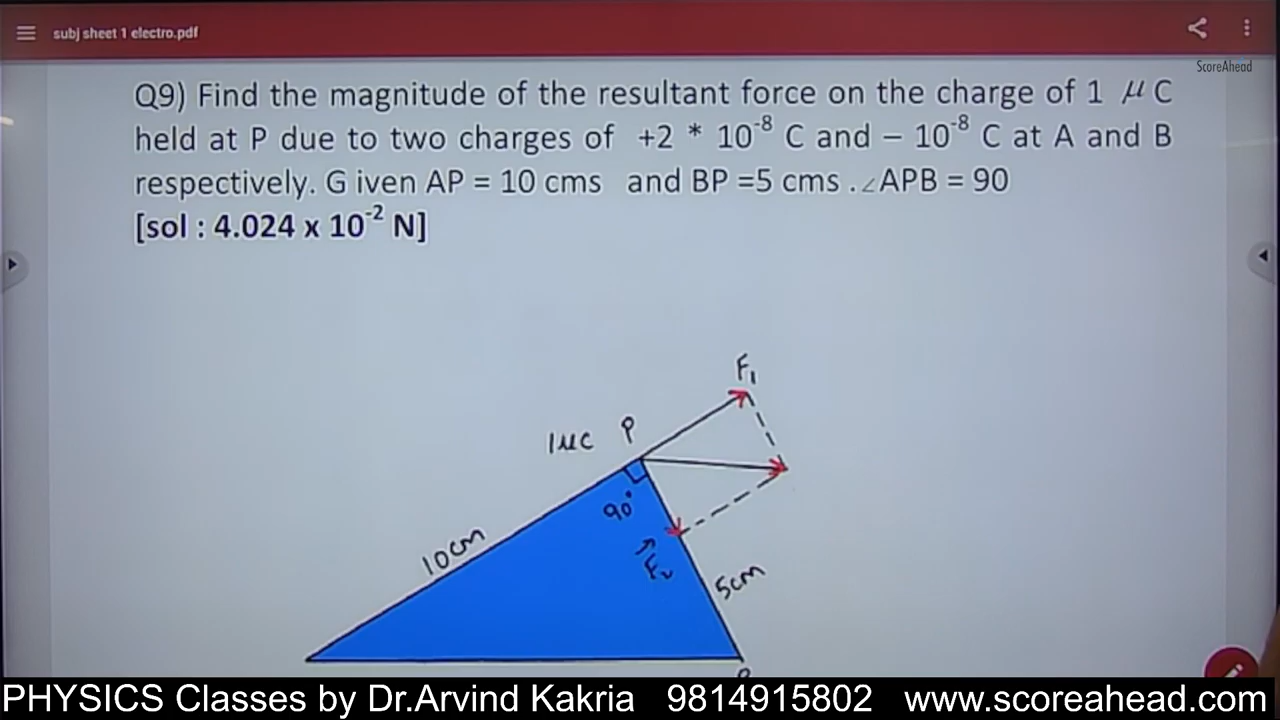 subj sheet 1 electro.pdf
ScoreAhead
Q9) Find the magnitude of the resultant force on the charge of 1 μC
held at P due to two charges of +2 * 10⁻⁸ C and – 10⁻⁸ C at A and B
respectively. G iven AP = 10 cms and BP =5 cms .∠APB = 90
[sol : 4.024 x 10⁻² N]
F₁
1μC P
90°
10cm
F₂
5cm
PHYSICS Classes by Dr.Arvind Kakria 9814915802 www.scoreahead.com